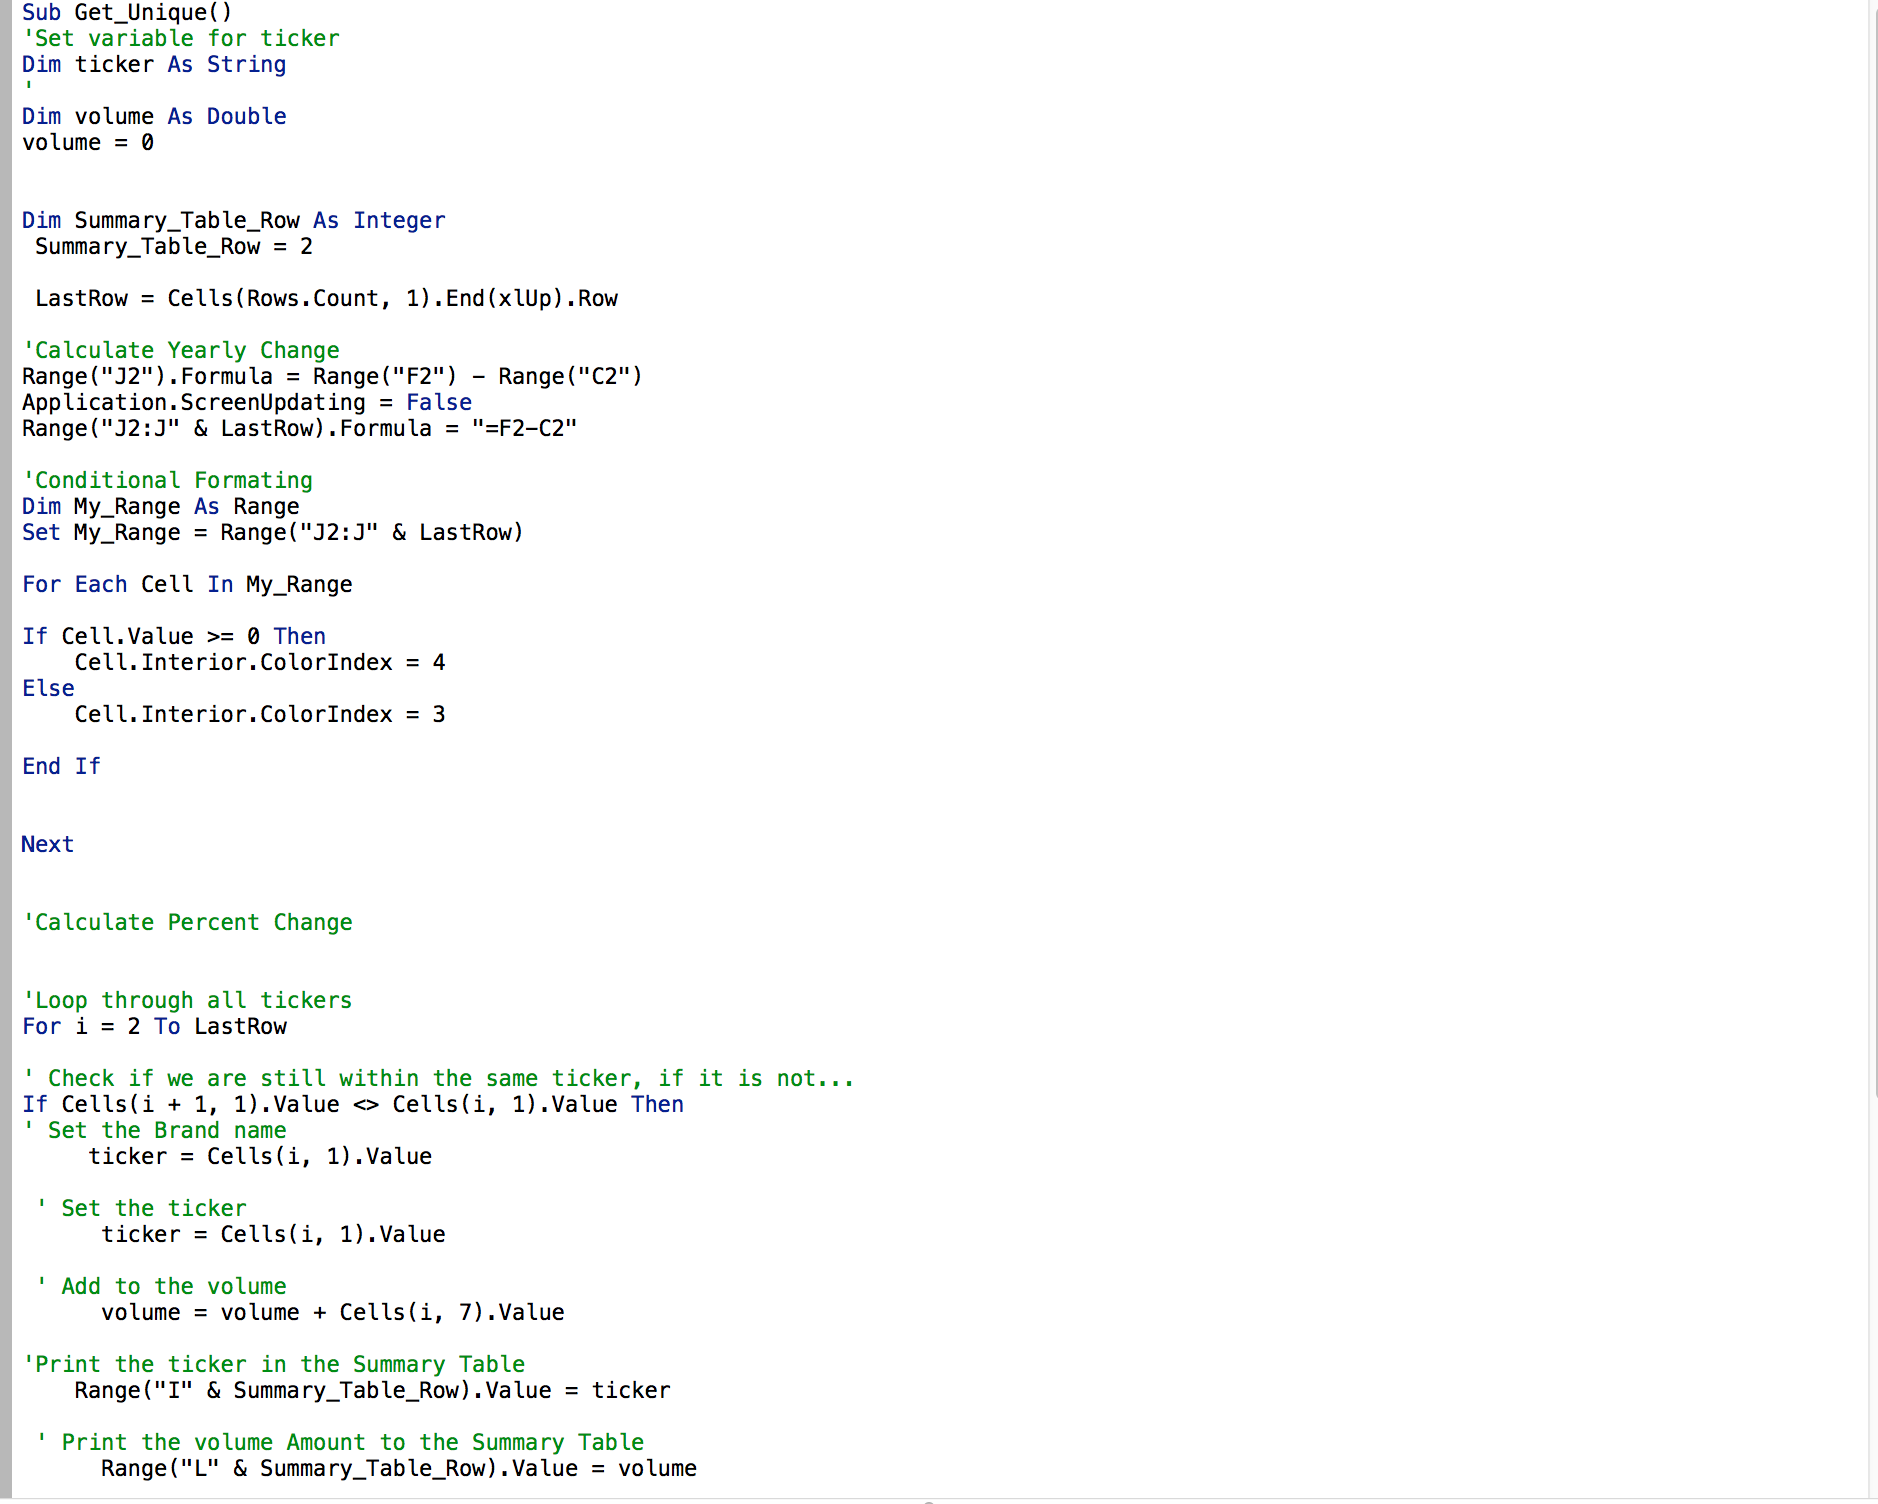 Sub Get_Unique()
'Set variable for ticker
Dim ticker As String
'
Dim volume As Double
volume = 0
Dim Summary_Table_Row As Integer
Summary_Table_Row = 2
LastRow = Cells(Rows.Count, 1).End(xlUp).Row
'Calculate Yearly Change
Range("J2").Formula = Range("F2") - Range("C2")
Application.ScreenUpdating = False
Range("J2:J" & LastRow).Formula = "=F2-C2"
'Conditional Formating
Dim My_Range As Range
Set My_Range = Range("J2:J" & LastRow)
For Each Cell In My_Range
If Cell.Value >= 0 Then
Cell.Interior.ColorIndex = 4
Else
Cell.Interior.ColorIndex = 3
End If
Next
'Calculate Percent Change
'Loop through all tickers
For i = 2 To LastRow
' Check if we are still within the same ticker, if it is not...
If Cells(i + 1, 1).Value <> Cells(i, 1).Value Then
' Set the Brand name
ticker = Cells(i, 1).Value
' Set the ticker
ticker = Cells(i, 1).Value
' Add to the volume
volume = volume + Cells(i, 7).Value
'Print the ticker in the Summary Table
Range("I" & Summary_Table_Row).Value = ticker
' Print the volume Amount to the Summary Table
Range("L" & Summary_Table_Row).Value = volume